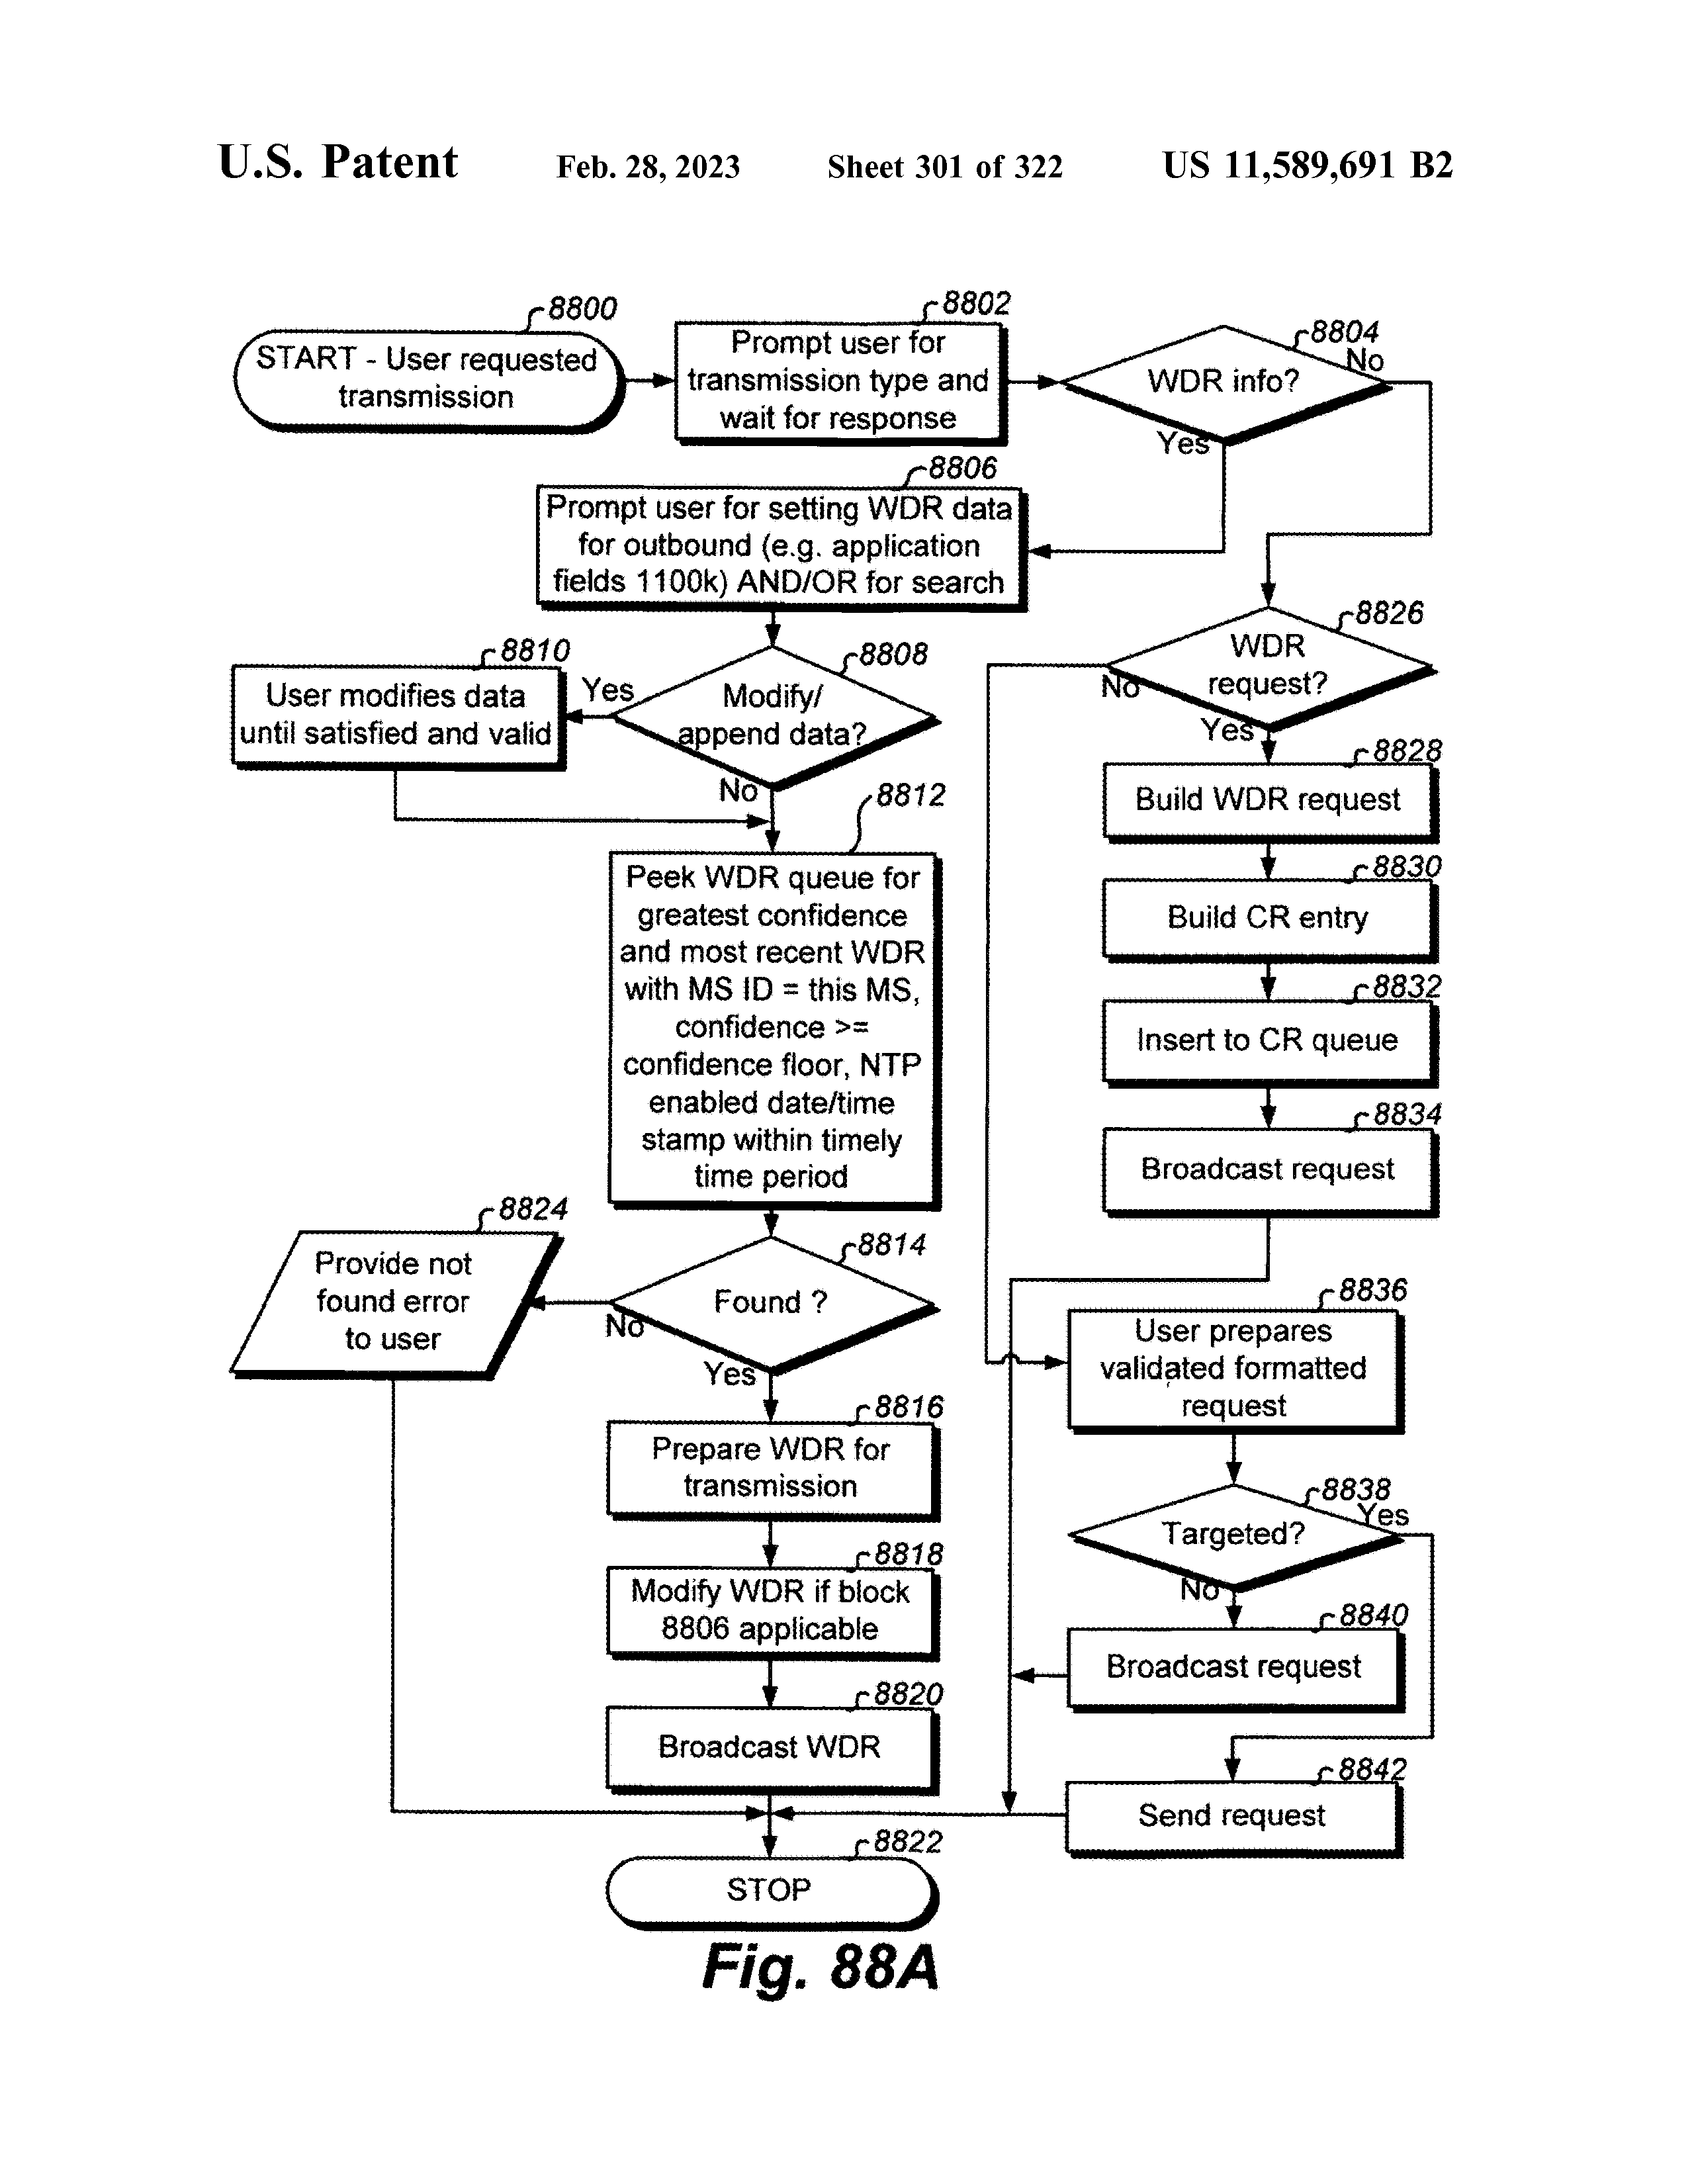 U.S. Patent Feb. 28, 2023 Sheet 301 of 322 US 11,589,691 B2
8800
START - User requested
transmission
8802
Prompt user for
transmission type and
wait for response
8804
WDR info?
No
Yes
8806
Prompt user for setting WDR data
for outbound (e.g. application
fields 1100k) AND/OR for search
8808
Modify/
append data?
Yes
No
8810
User modifies data
until satisfied and valid
8812
Peek WDR queue for
greatest confidence
and most recent WDR
with MS ID = this MS,
confidence >=
confidence floor, NTP
enabled date/time
stamp within timely
time period
8814
Found ?
No
Yes
8824
Provide not
found error
to user
8816
Prepare WDR for
transmission
8818
Modify WDR if block
8806 applicable
8820
Broadcast WDR
8822
STOP
8826
WDR
request?
No
Yes
8828
Build WDR request
8830
Build CR entry
8832
Insert to CR queue
8834
Broadcast request
8836
User prepares
validated formatted
request
8838
Targeted?
Yes
No
8840
Broadcast request
8842
Send request
Fig. 88A